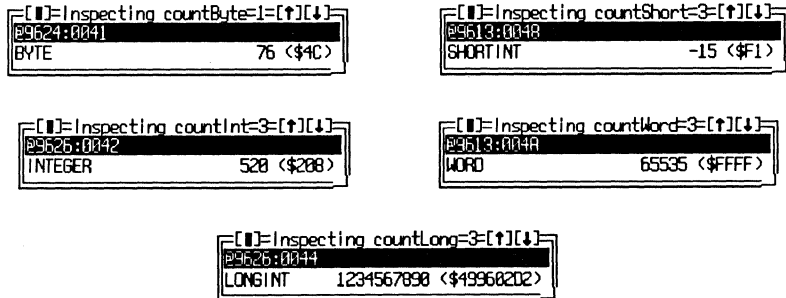 [■]=Inspecting countByte=1=[↑][↓]
@9624:0041
BYTE 76 ($4C)
[■]=Inspecting countShort=3=[↑][↓]
@9613:0048
SHORTINT -15 ($F1)
[■]=Inspecting countInt=3=[↑][↓]
@9626:0042
INTEGER 520 ($208)
[■]=Inspecting countWord=3=[↑][↓]
@9613:004A
WORD 65535 ($FFFF)
[■]=Inspecting countLong=3=[↑][↓]
@9626:0044
LONGINT 1234567890 ($499602D2)